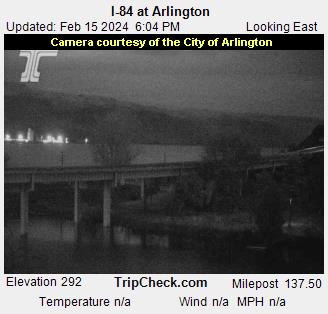 I-84 at Arlington
Updated: Feb 15 2024 6:04 PM Looking East
Camera courtesy of the City of Arlington
Elevation 292 TripCheck.com Milepost 137.50
Temperature n/a Wind n/a MPH n/a